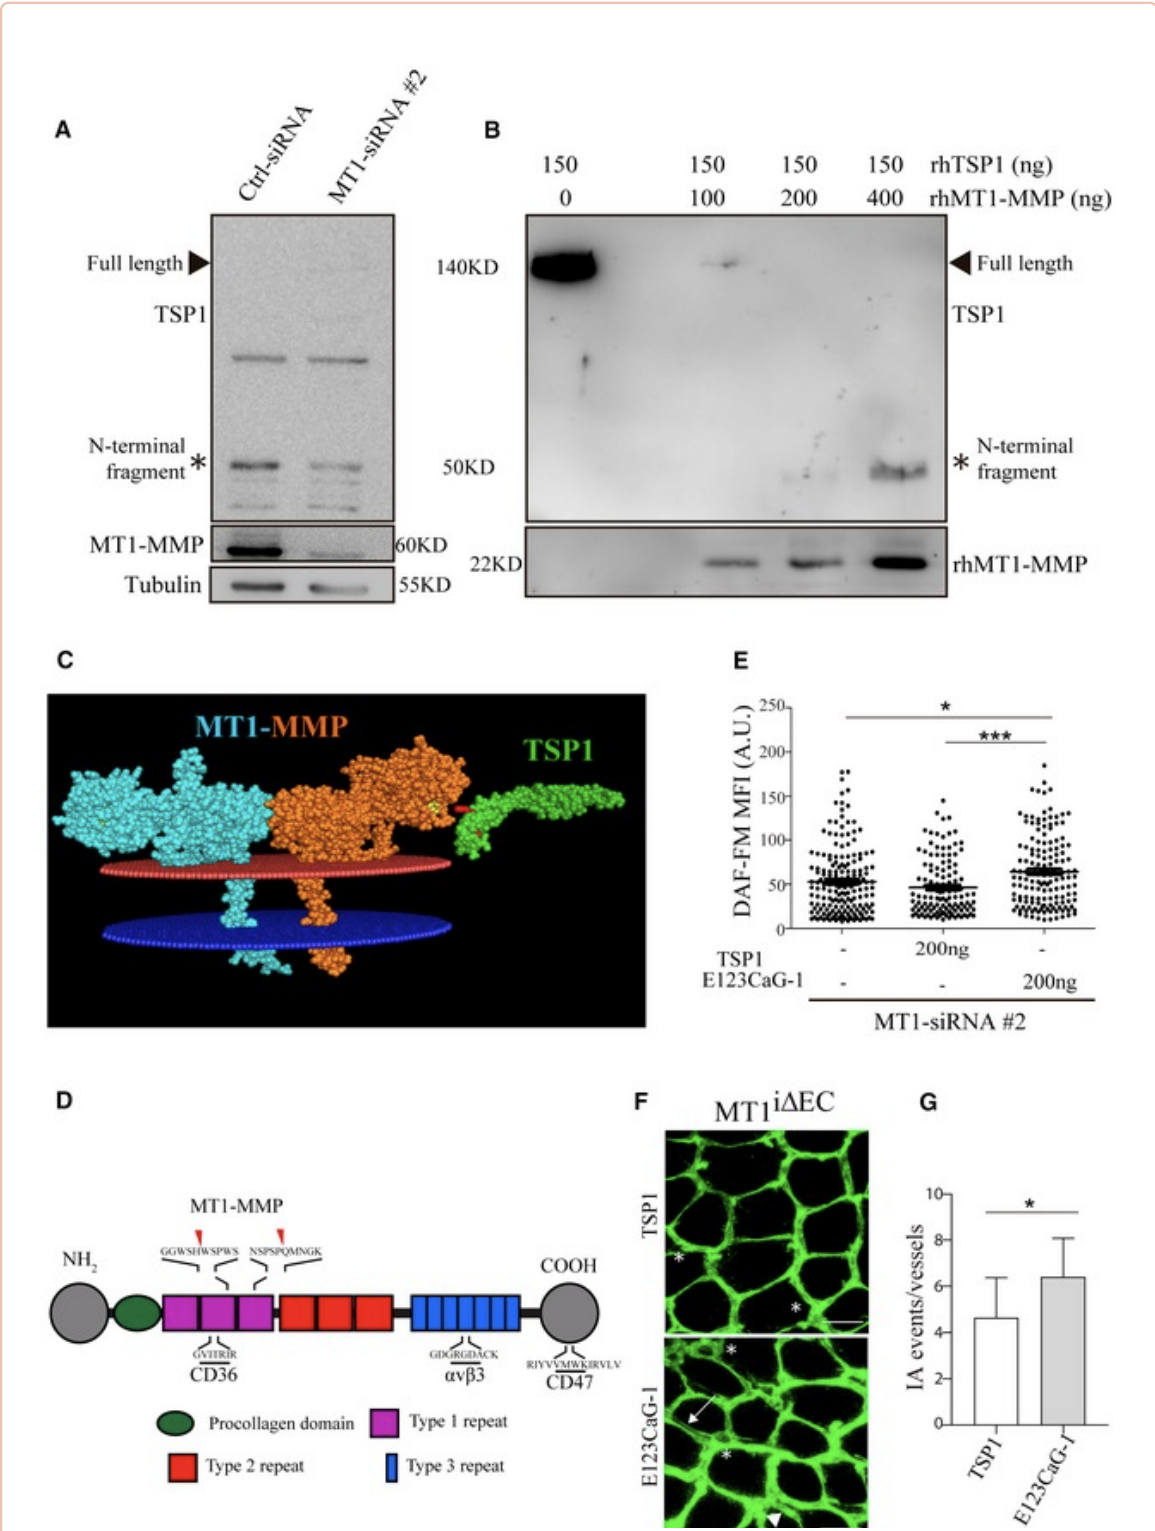 A
Ctrl-siRNA
MT1-siRNA #2
Full length
TSP1
N-terminal
fragment *
MT1-MMP
60KD
Tubulin
55KD
B
150 150 150 150 rhTSP1 (ng)
0 100 200 400 rhMT1-MMP (ng)
140KD
Full length
TSP1
50KD
* N-terminal
fragment
22KD
rhMT1-MMP
C
MT1-MMP
TSP1
E
DAF-FM MFI (A.U.)
250
200
150
100
50
0
*
***
TSP1 - 200ng -
E123CaG-1 - - 200ng
MT1-siRNA #2
D
MT1-MMP
GGWSHWSPWS NSPSPQMNGK
NH2
COOH
GVITRIR
CD36
GDGRGDACK
αvβ3
RIYVVMWKIRVLV
CD47
Procollagen domain
Type 1 repeat
Type 2 repeat
Type 3 repeat
F
MT1iΔEC
TSP1
*
*
E123CaG-1
*
*
G
IA events/vessels
10
8
6
4
2
0
*
TSP1
E123CaG-1